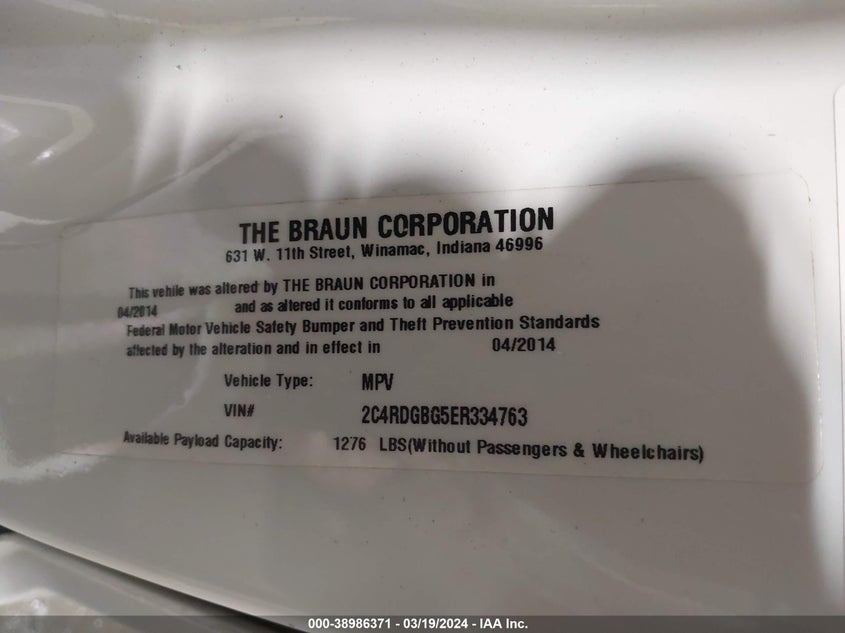 THE BRAUN CORPORATION
631 W. 11th Street, Winamac, Indiana 46996
This vehile was altered by THE BRAUN CORPORATION in
04/2014 and as altered it conforms to all applicable
Federal Motor Vehicle Safety Bumper and Theft Prevention Standards
affected by the alteration and in effect in 04/2014
Vehicle Type: MPV
VIN# 2C4RDGBG5ER334763
Available Payload Capacity: 1276 LBS(Without Passengers & Wheelchairs)
000-38986371 - 03/19/2024 - IAA Inc.